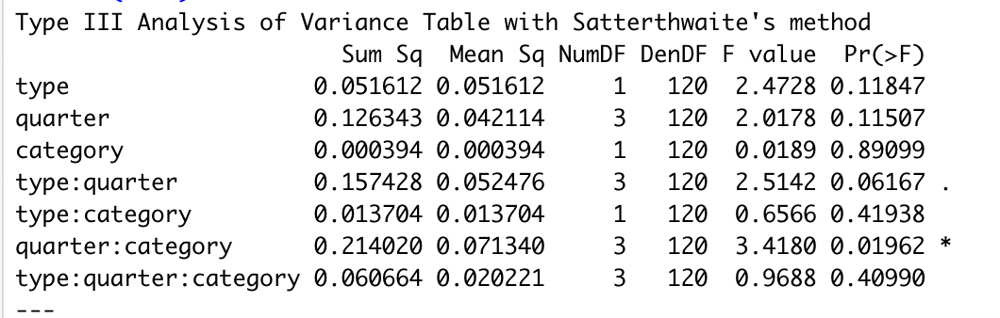 Type III Analysis of Variance Table with Satterthwaite's method
Sum Sq Mean Sq NumDF DenDF F value Pr(>F)
type 0.051612 0.051612 1 120 2.4728 0.11847
quarter 0.126343 0.042114 3 120 2.0178 0.11507
category 0.000394 0.000394 1 120 0.0189 0.89099
type:quarter 0.157428 0.052476 3 120 2.5142 0.06167 .
type:category 0.013704 0.013704 1 120 0.6566 0.41938
quarter:category 0.214020 0.071340 3 120 3.4180 0.01962 *
type:quarter:category 0.060664 0.020221 3 120 0.9688 0.40990
---